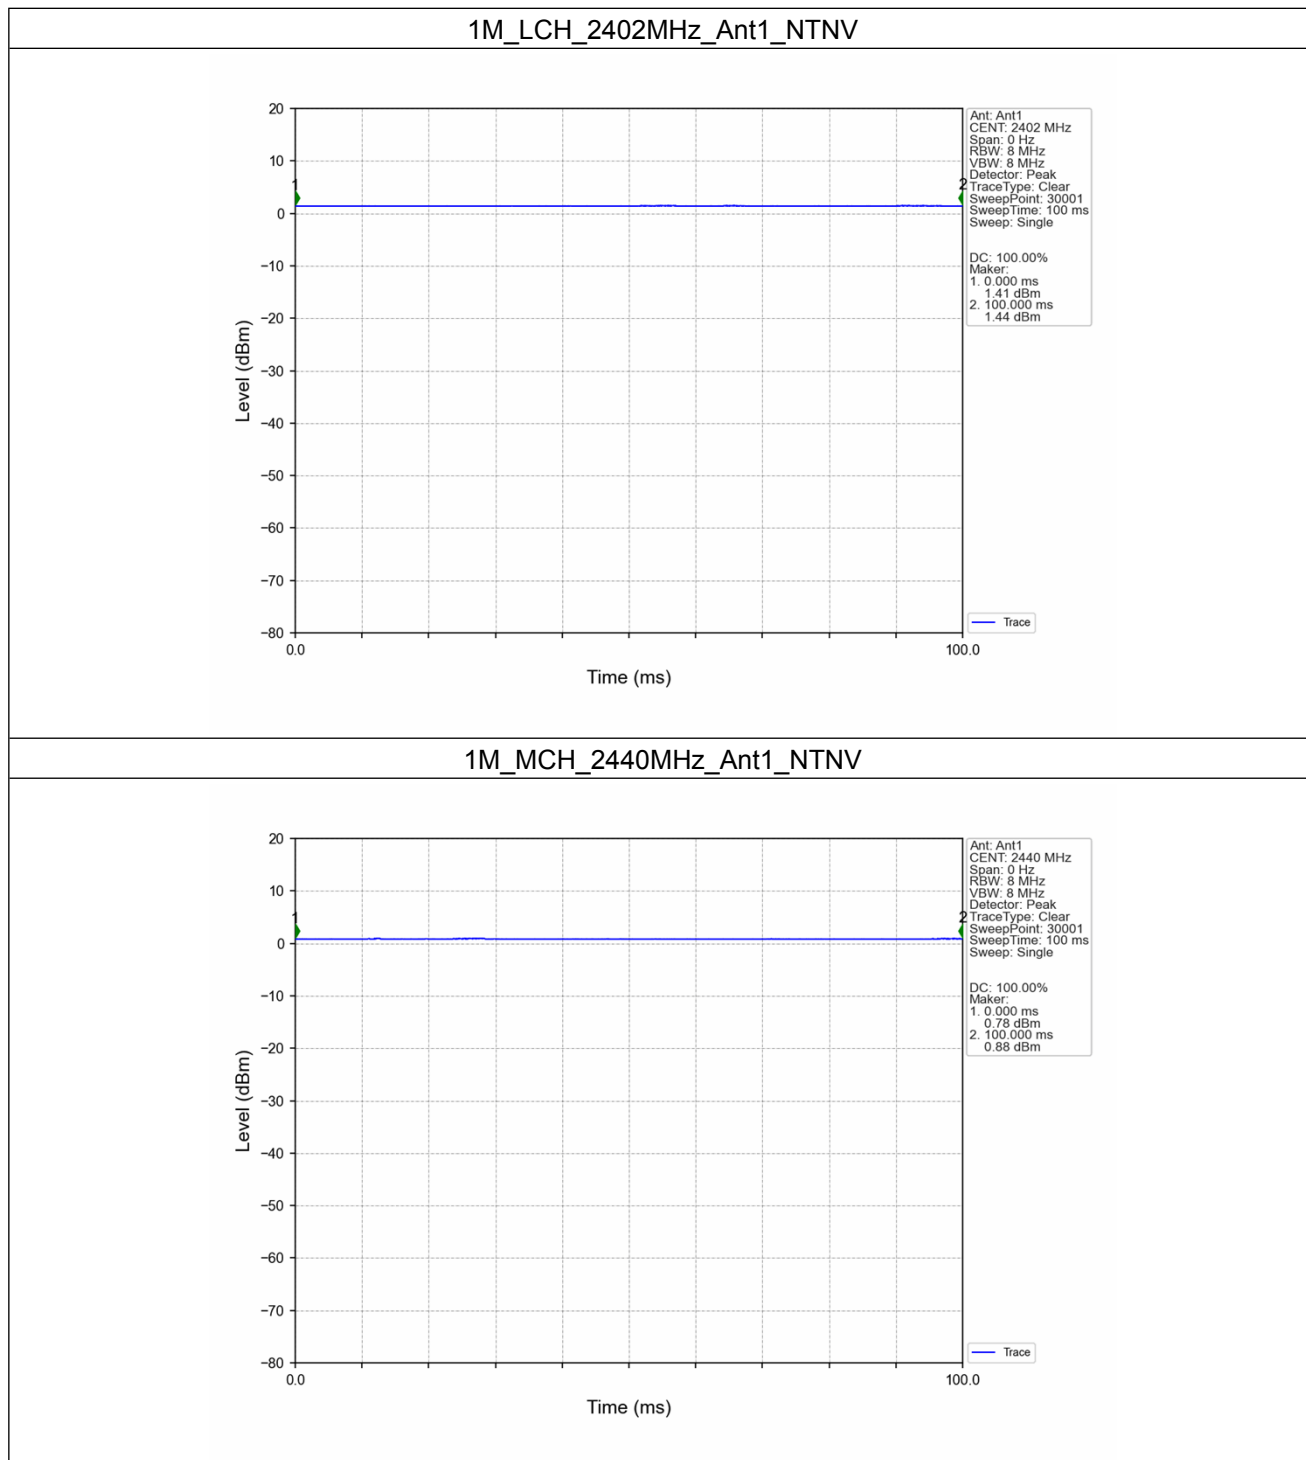 1M_LCH_2402MHz_Ant1_NTNV
20
10
0
−10
−20
−30
−40
−50
−60
−70
−80
Level (dBm)
1
2
0.0
100.0
Time (ms)
Ant: Ant1
CENT: 2402 MHz
Span: 0 Hz
RBW: 8 MHz
VBW: 8 MHz
Detector: Peak
TraceType: Clear
SweepPoint: 30001
SweepTime: 100 ms
Sweep: Single
DC: 100.00%
Maker:
1. 0.000 ms
1.41 dBm
2. 100.000 ms
1.44 dBm
Trace
1M_MCH_2440MHz_Ant1_NTNV
20
10
0
−10
−20
−30
−40
−50
−60
−70
−80
Level (dBm)
1
2
0.0
100.0
Time (ms)
Ant: Ant1
CENT: 2440 MHz
Span: 0 Hz
RBW: 8 MHz
VBW: 8 MHz
Detector: Peak
TraceType: Clear
SweepPoint: 30001
SweepTime: 100 ms
Sweep: Single
DC: 100.00%
Maker:
1. 0.000 ms
0.78 dBm
2. 100.000 ms
0.88 dBm
Trace